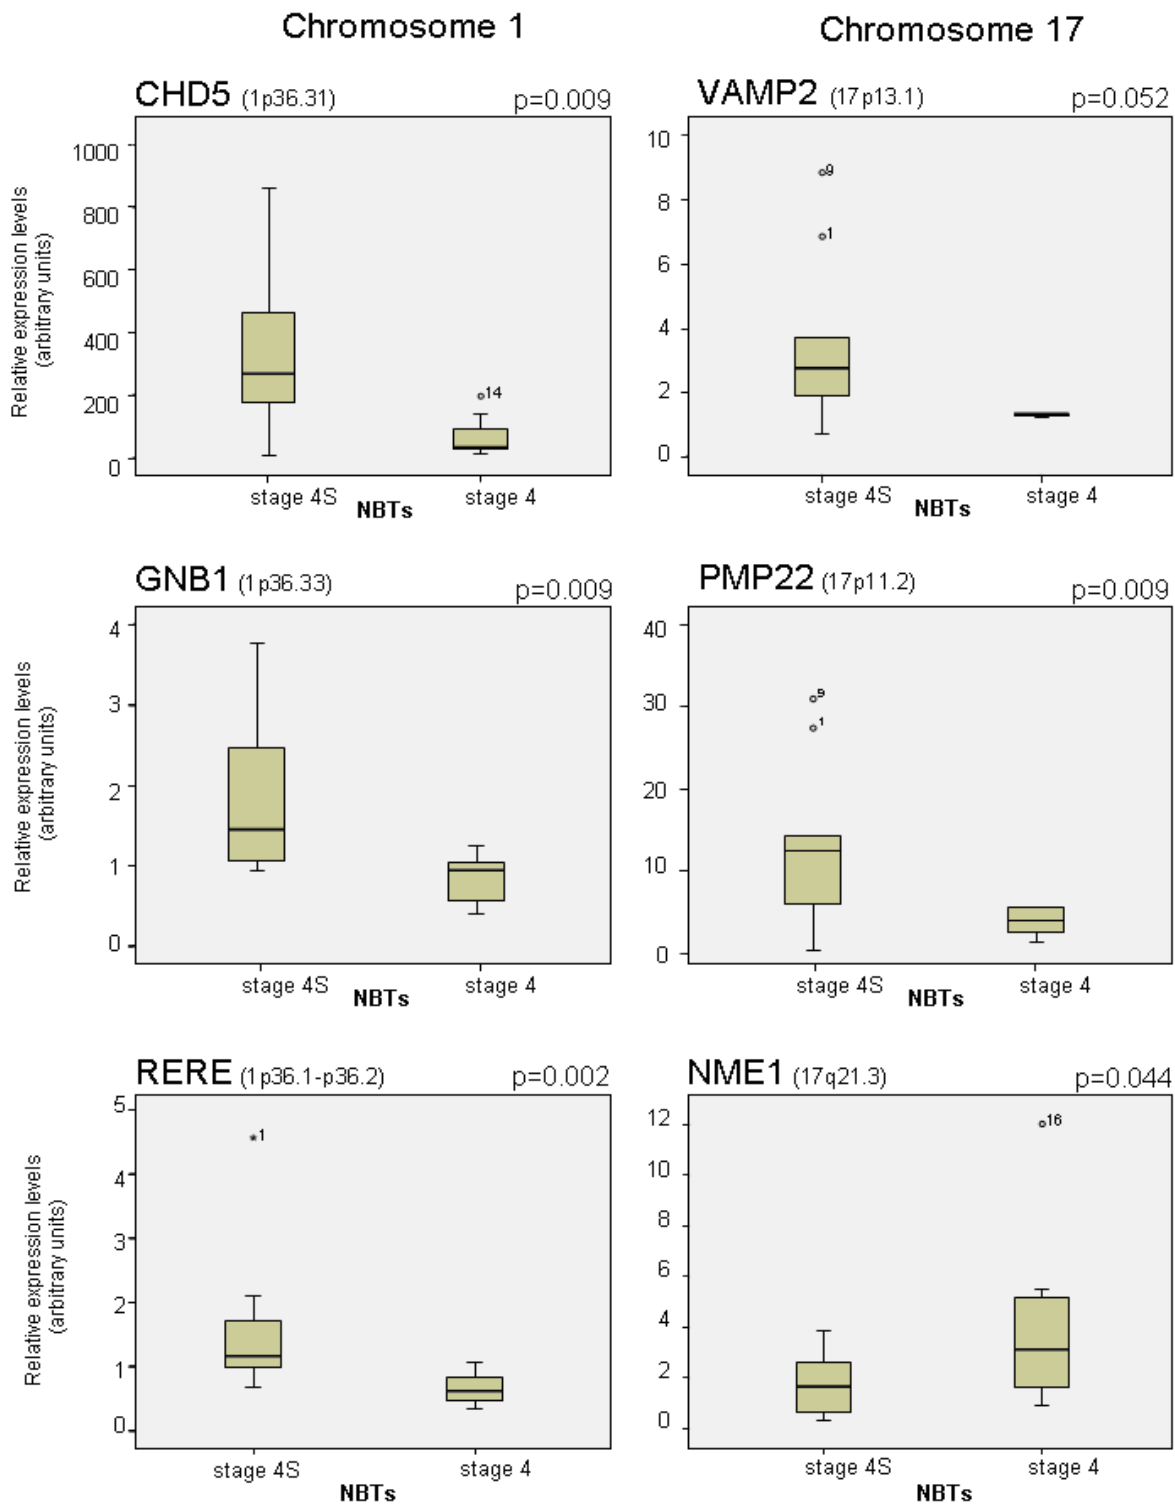 Chromosome 1
Chromosome 17
CHD5 (1p36.31) p=0.009
Relative expression levels
(arbitrary units)
1000
800
600
400
200
0
14
stage 4S
stage 4
NBTs
VAMP2 (17p13.1) p=0.052
10
8
6
4
2
0
9
1
stage 4S
stage 4
NBTs
GNB1 (1p36.33) p=0.009
Relative expression levels
(arbitrary units)
4
3
2
1
0
stage 4S
stage 4
NBTs
PMP22 (17p11.2) p=0.009
40
30
20
10
0
9
1
stage 4S
stage 4
NBTs
RERE (1p36.1-p36.2) p=0.002
Relative expression levels
(arbitrary units)
5
4
3
2
1
0
*1
stage 4S
stage 4
NBTs
NME1 (17q21.3) p=0.044
12
10
8
6
4
2
0
16
stage 4S
stage 4
NBTs